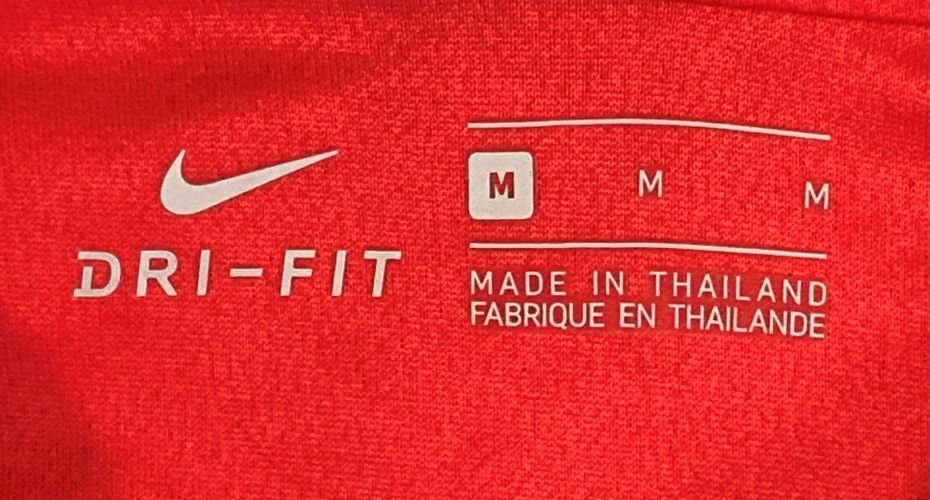 DRI-FIT
M M M
MADE IN THAILAND
FABRIQUE EN THAILANDE